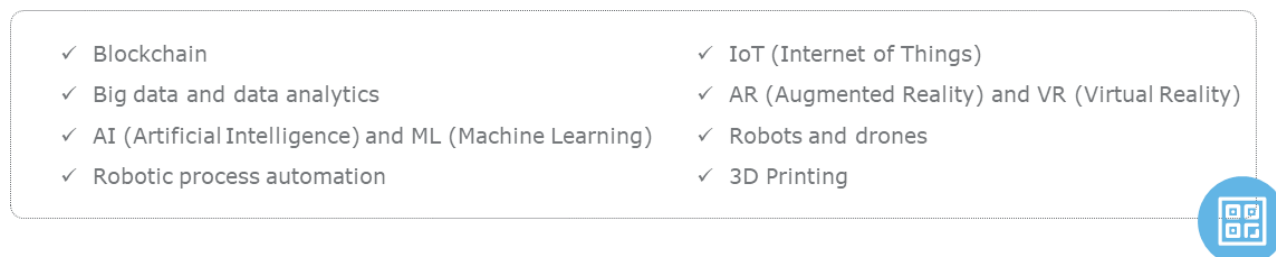 ✓ Blockchain
✓ Big data and data analytics
✓ AI (Artificial Intelligence) and ML (Machine Learning)
✓ Robotic process automation
✓ IoT (Internet of Things)
✓ AR (Augmented Reality) and VR (Virtual Reality)
✓ Robots and drones
✓ 3D Printing